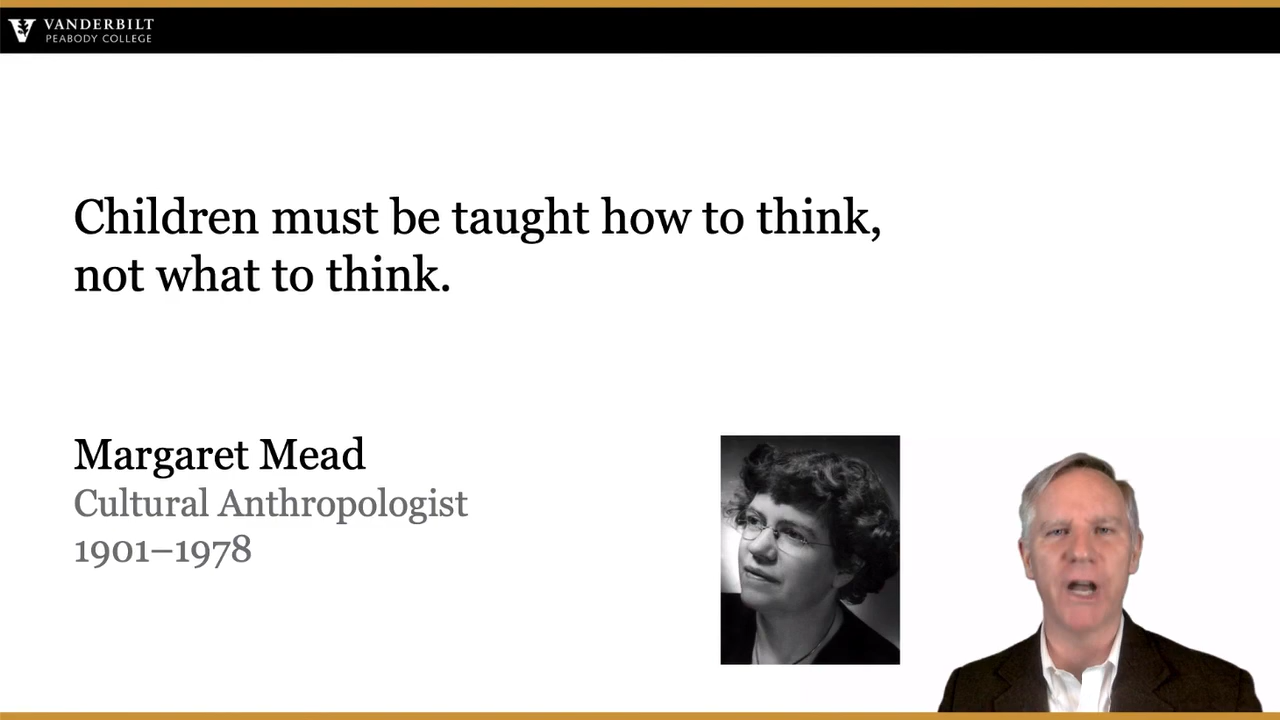 VANDERBILT
PEABODY COLLEGE
Children must be taught how to think,
not what to think.
Margaret Mead
Cultural Anthropologist
1901–1978